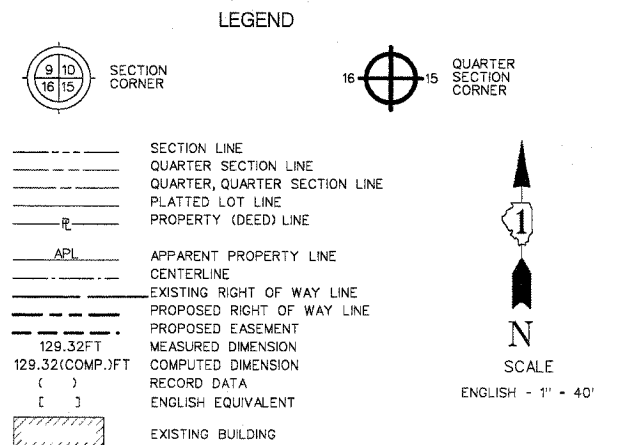 LEGEND
9 10
16 15
SECTION
CORNER
16 15
QUARTER
SECTION
CORNER
SECTION LINE
QUARTER SECTION LINE
QUARTER, QUARTER SECTION LINE
PLATTED LOT LINE
PL PROPERTY (DEED) LINE
APL APPARENT PROPERTY LINE
CENTERLINE
EXISTING RIGHT OF WAY LINE
PROPOSED RIGHT OF WAY LINE
PROPOSED EASEMENT
129.32FT MEASURED DIMENSION
129.32(COMP.)FT COMPUTED DIMENSION
( ) RECORD DATA
[ ] ENGLISH EQUIVALENT
EXISTING BUILDING
1
N
SCALE
ENGLISH - 1" - 40'